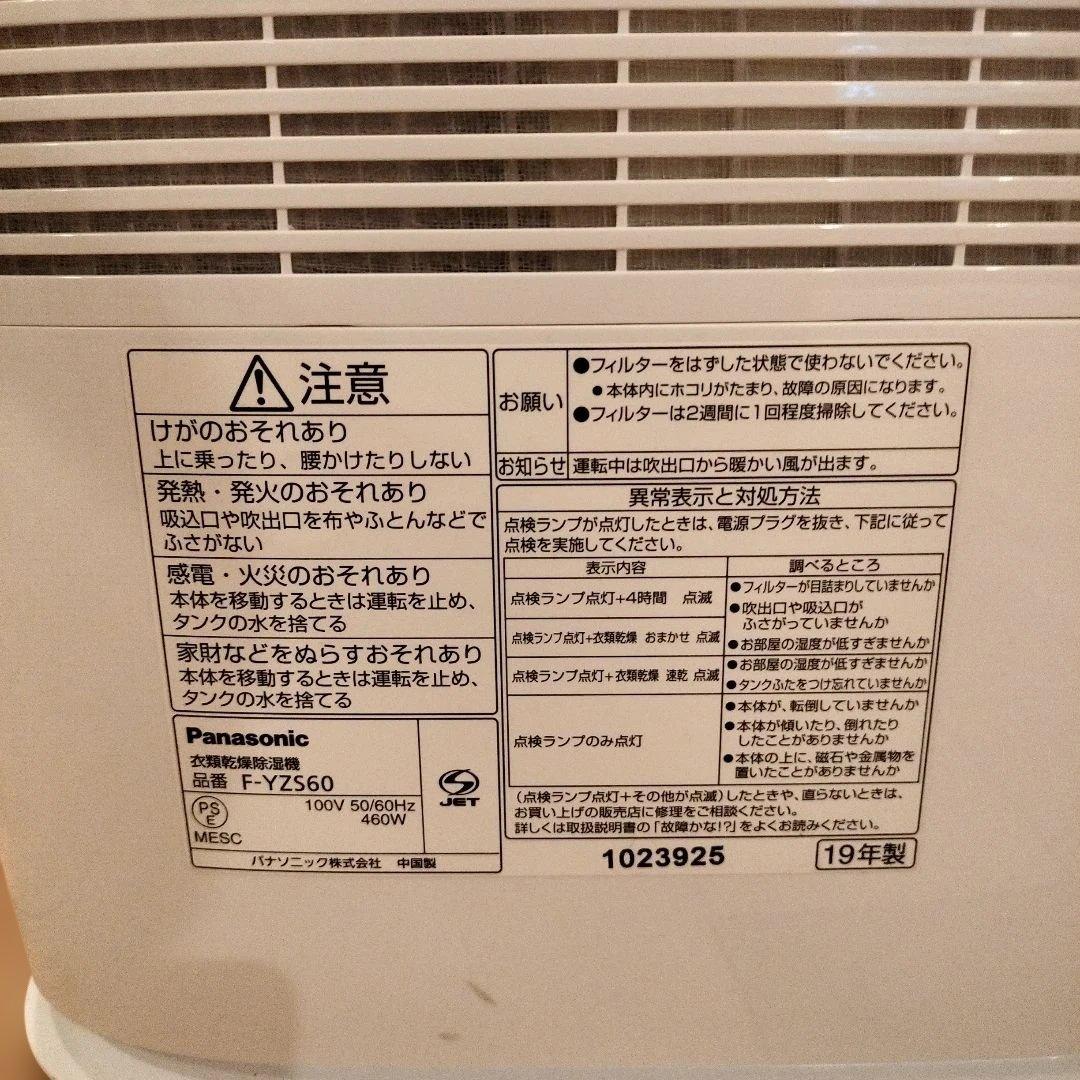 注意
けがのおそれあり
上に乗ったり、腰かけたりしない
発熱・発火のおそれあり
吸込口や吹出口を布やふとんなどで
ふさがない
感電・火災のおそれあり
本体を移動するときは運転を止め、
タンクの水を捨てる
家財などをぬらすおそれあり
本体を移動するときは運転を止め、
タンクの水を捨てる
Panasonic
衣類乾燥除湿機
品番 F-YZS60
PS
E
MESC
100V 50/60Hz
460W
JET
パナソニック株式会社 中国製
お願い
●フィルターをはずした状態で使わないでください。
●本体内にホコリがたまり、故障の原因になります。
●フィルターは2週間に1回程度掃除してください。
お知らせ 運転中は吹出口から暖かい風が出ます。
異常表示と対処方法
点検ランプが点灯したときは、電源プラグを抜き、下記に従って
点検を実施してください。
表示内容 調べるところ
点検ランプ点灯+4時間 点滅
●フィルターが目詰まりしていませんか
●吹出口や吸込口が
ふさがっていませんか
点検ランプ点灯+衣類乾燥 おまかせ 点滅
●お部屋の湿度が低すぎませんか
点検ランプ点灯+衣類乾燥 速乾 点滅
●お部屋の湿度が低すぎませんか
●タンクふたをつけ忘れていませんか
点検ランプのみ点灯
●本体が、転倒していませんか
●本体が傾いたり、倒れたり
したことがありませんか
●本体の上に、磁石や金属物を
置いたことがありませんか
(点検ランプ点灯+その他が点滅)したときや、直らないときは、
お買い上げの販売店に修理をご相談ください。
詳しくは取扱説明書の「故障かな!?」をよくお読みください。
1023925
19年製